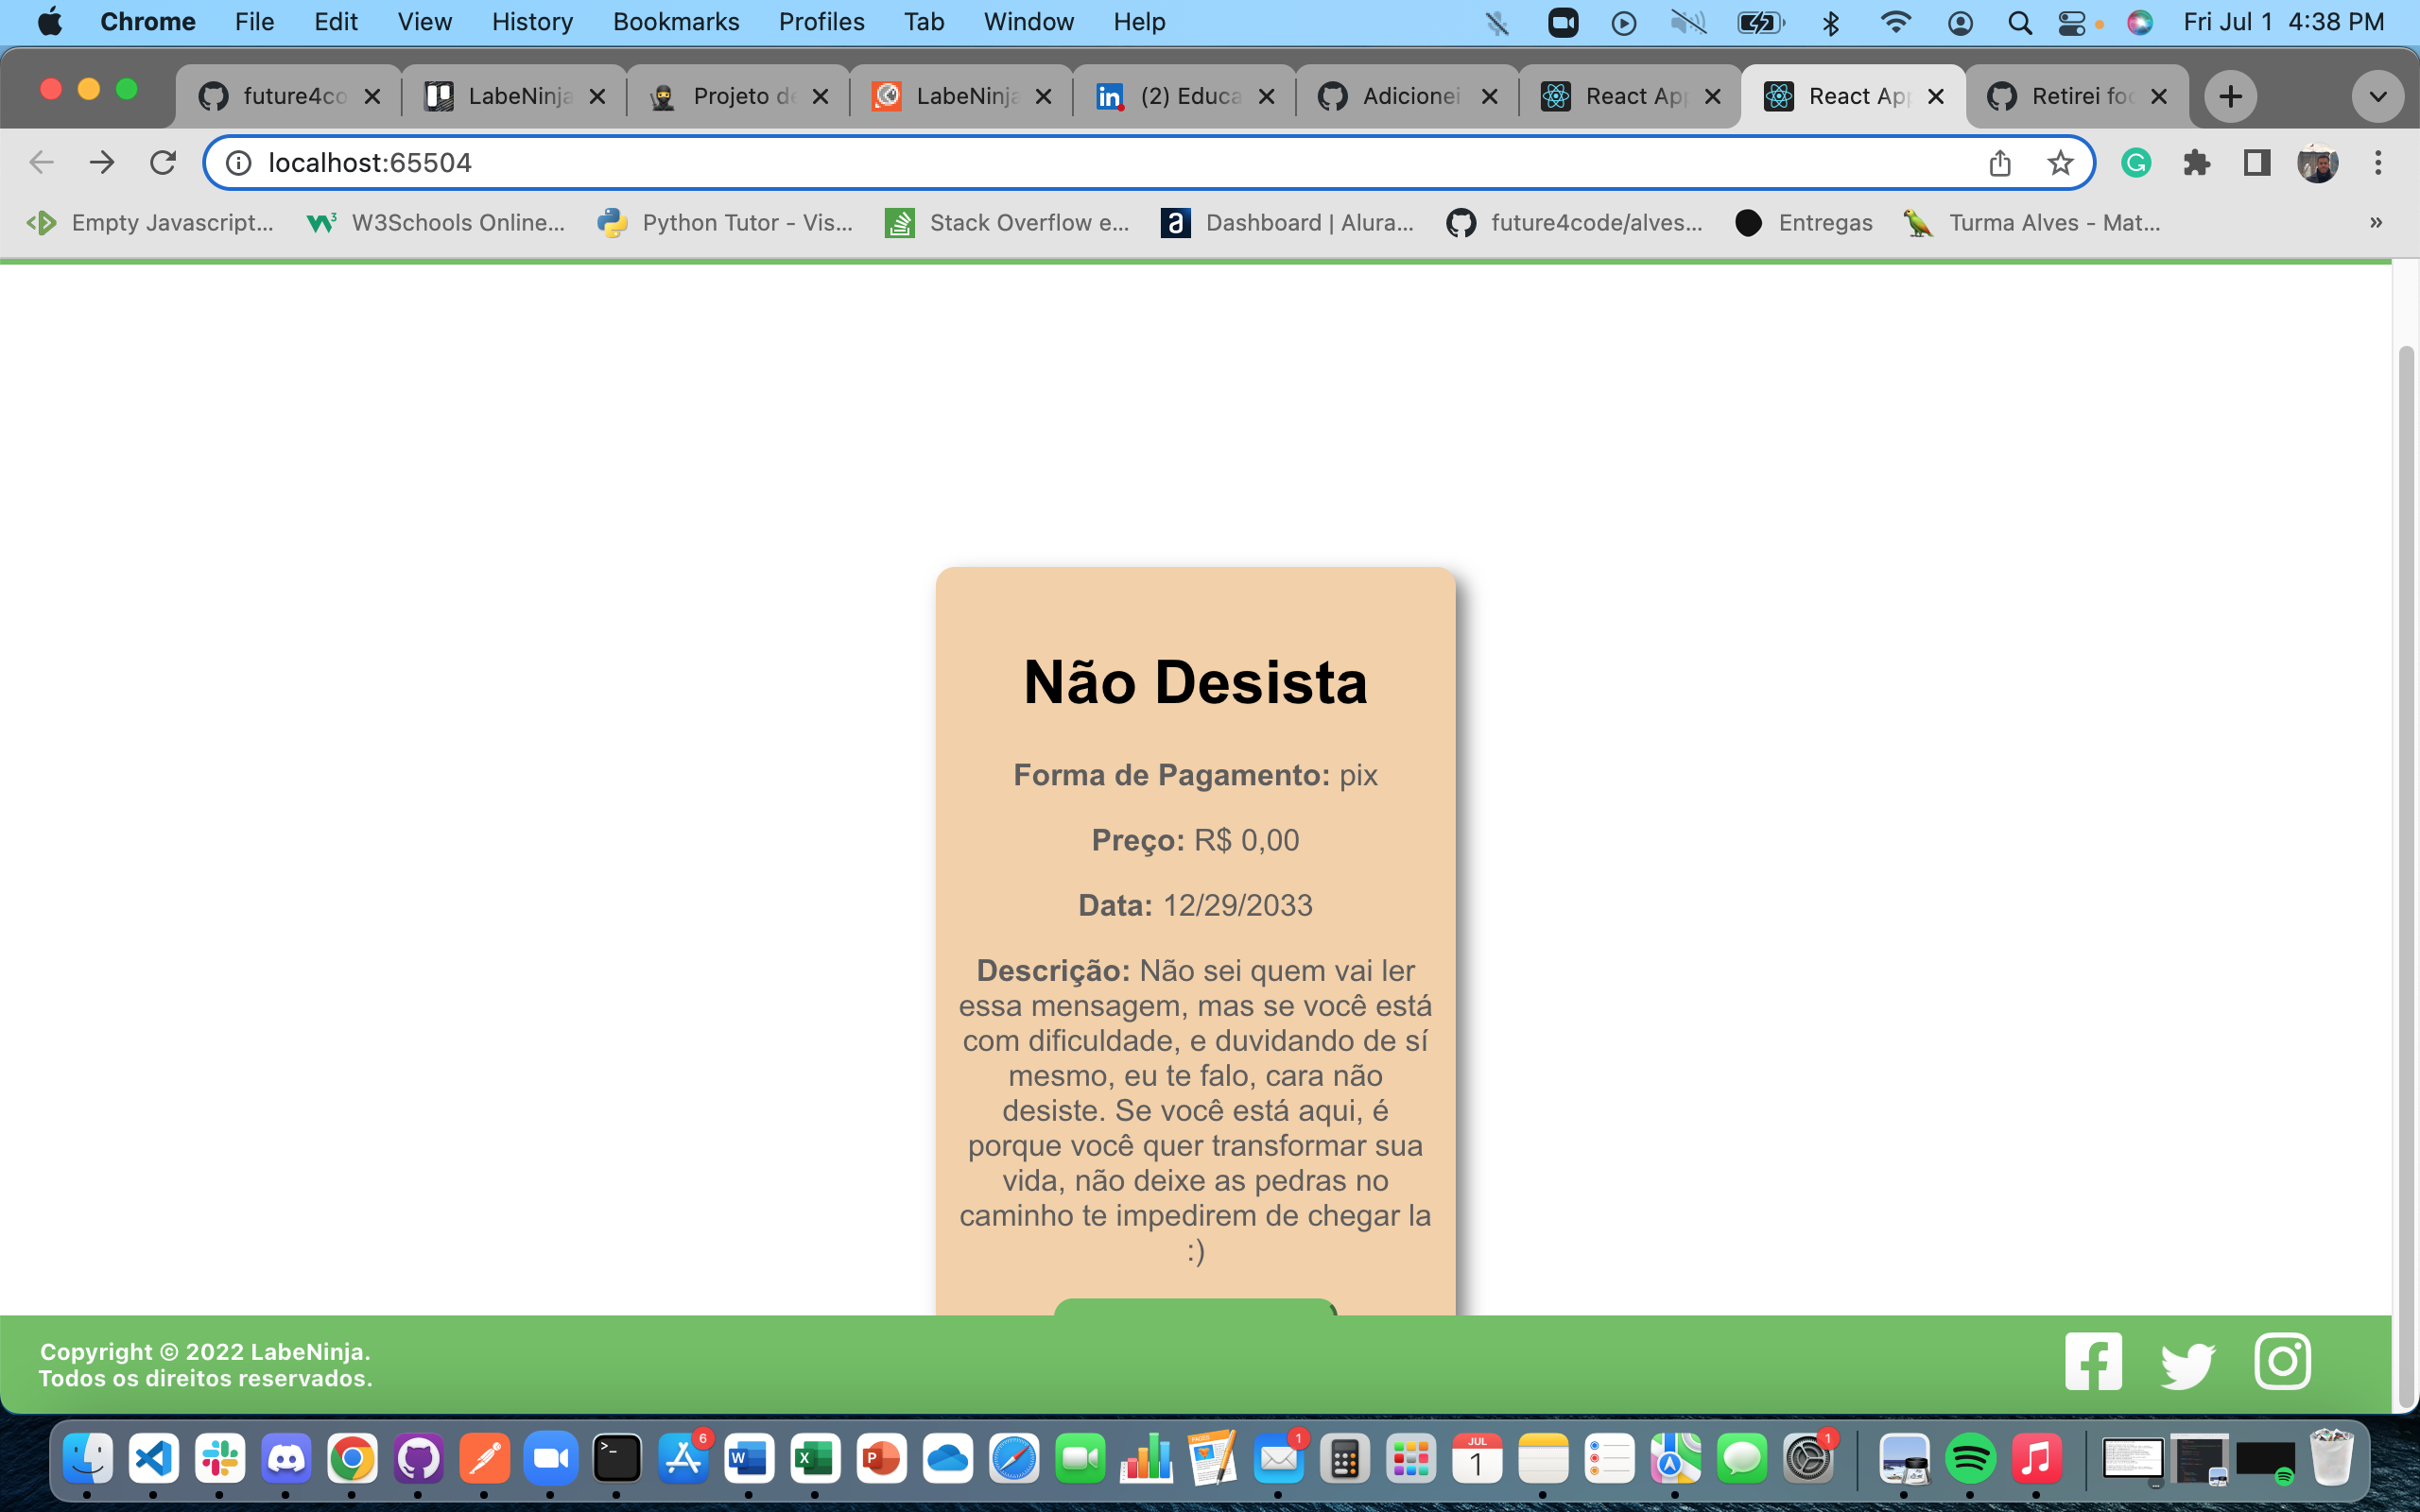 Chrome File Edit View History Bookmarks Profiles Tab Window Help Fri Jul 1 4:38 PM
future4co LabeNinja Projeto de LabeNinja (2) Educa Adicionei React App React App Retirei foo
localhost:65504
Empty Javascript... W3Schools Online... Python Tutor - Vis... Stack Overflow e... Dashboard | Alura... future4code/alves... Entregas Turma Alves - Mat... »
Não Desista
Forma de Pagamento: pix
Preço: R$ 0,00
Data: 12/29/2033
Descrição: Não sei quem vai ler
essa mensagem, mas se você está
com dificuldade, e duvidando de sí
mesmo, eu te falo, cara não
desiste. Se você está aqui, é
porque você quer transformar sua
vida, não deixe as pedras no
caminho te impedirem de chegar la
:)
Copyright © 2022 LabeNinja.
Todos os direitos reservados.
6 1 JUL 1 1